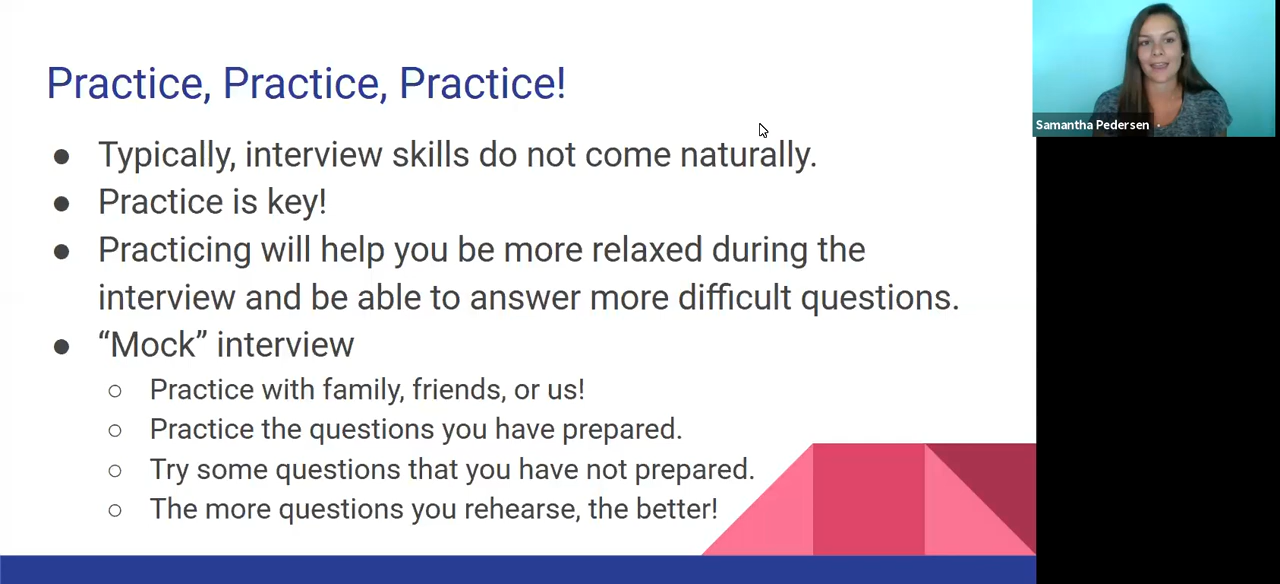 Practice, Practice, Practice!
● Typically, interview skills do not come naturally.
● Practice is key!
● Practicing will help you be more relaxed during the
interview and be able to answer more difficult questions.
● “Mock” interview
○ Practice with family, friends, or us!
○ Practice the questions you have prepared.
○ Try some questions that you have not prepared.
○ The more questions you rehearse, the better!
Samantha Pedersen